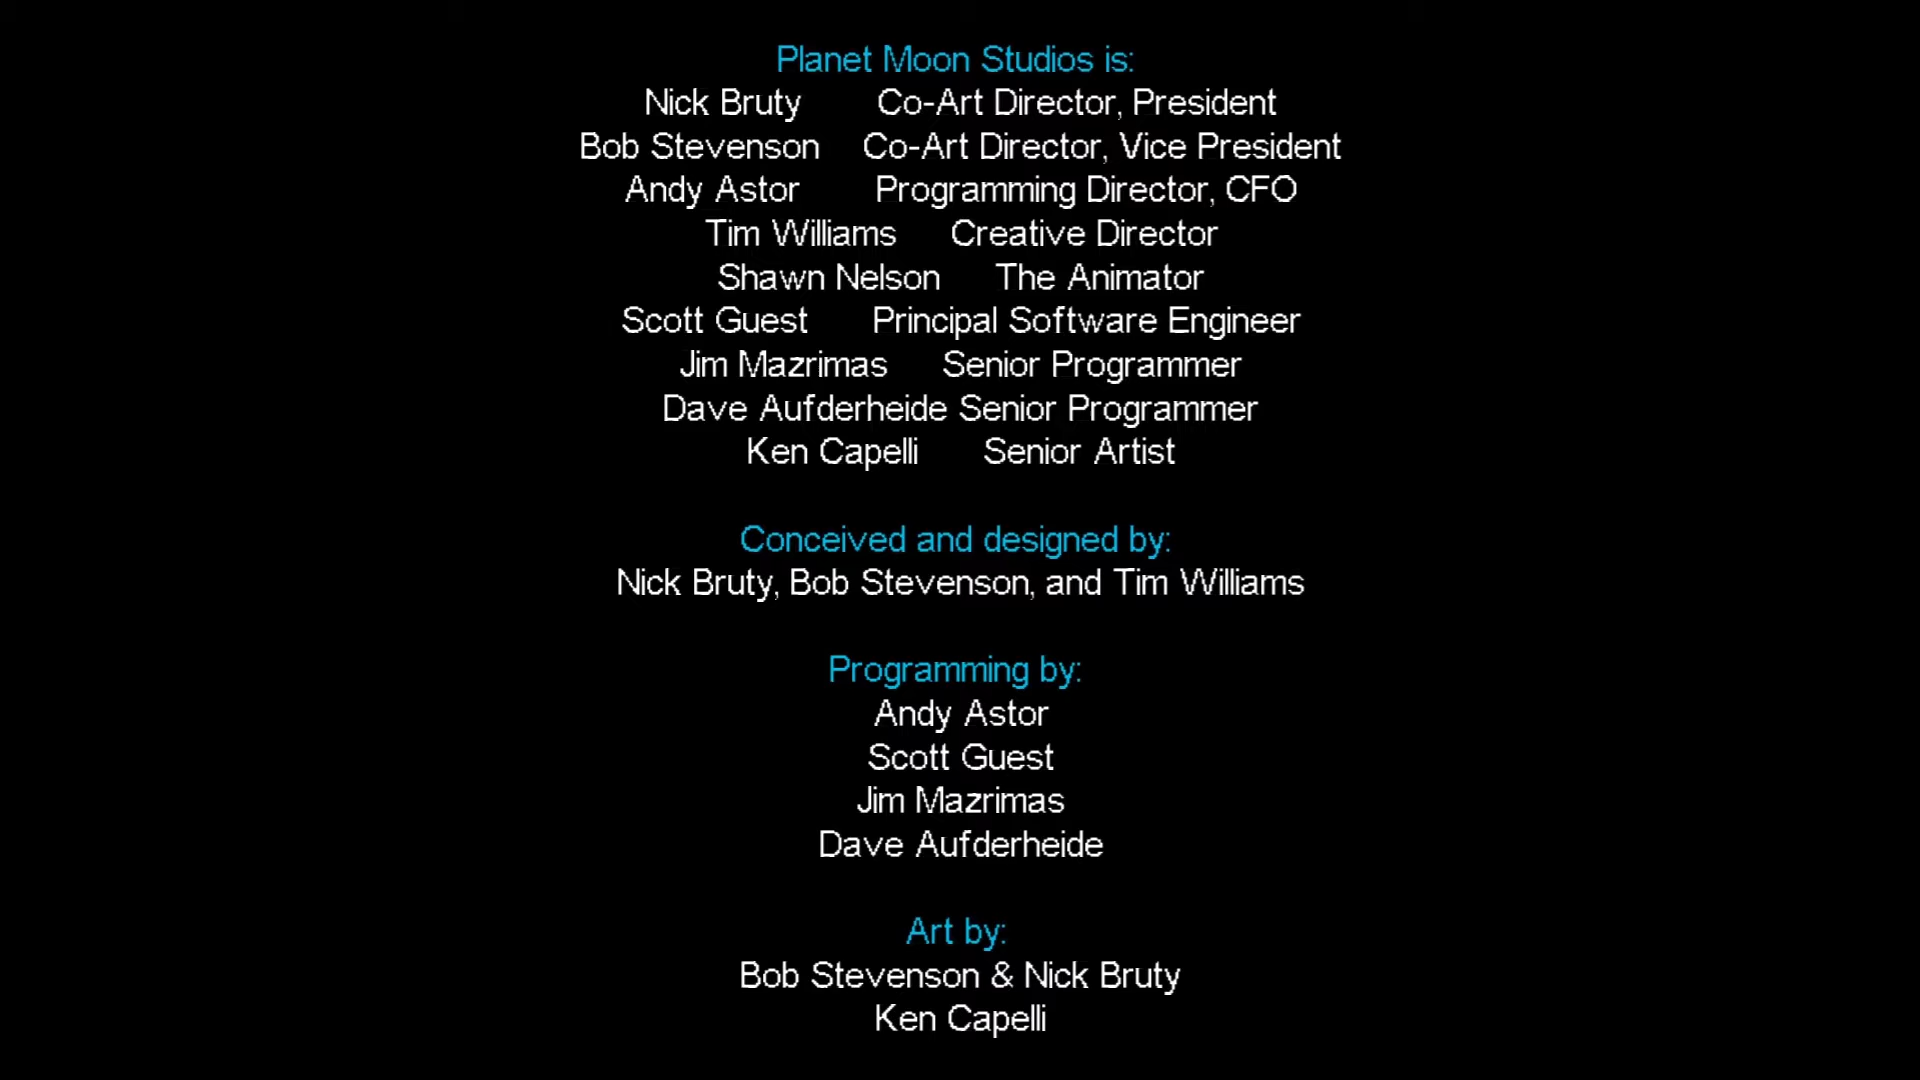 Planet Moon Studios is:
Nick Bruty Co-Art Director, President
Bob Stevenson Co-Art Director, Vice President
Andy Astor Programming Director, CFO
Tim Williams Creative Director
Shawn Nelson The Animator
Scott Guest Principal Software Engineer
Jim Mazrimas Senior Programmer
Dave Aufderheide Senior Programmer
Ken Capelli Senior Artist
Conceived and designed by:
Nick Bruty, Bob Stevenson, and Tim Williams
Programming by:
Andy Astor
Scott Guest
Jim Mazrimas
Dave Aufderheide
Art by:
Bob Stevenson & Nick Bruty
Ken Capelli